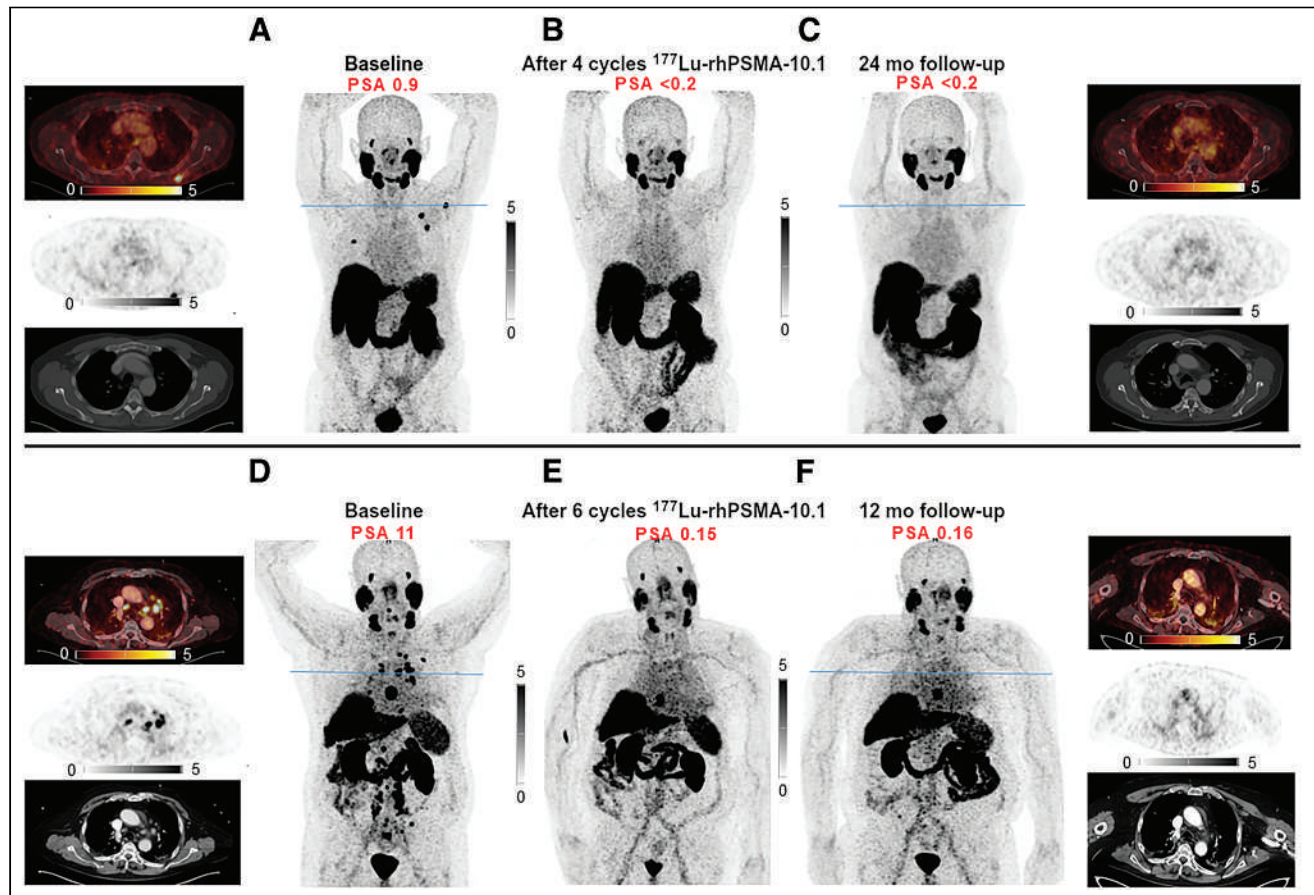 A
B
C
Baseline
PSA 0.9
After 4 cycles ¹⁷⁷Lu-rhPSMA-10.1
PSA <0.2
24 mo follow-up
PSA <0.2
0 5
0 5
5
0
5
0
0 5
0 5
D
E
F
Baseline
PSA 11
After 6 cycles ¹⁷⁷Lu-rhPSMA-10.1
PSA 0.15
12 mo follow-up
PSA 0.16
0 5
0 5
5
0
5
0
0 5
0 5